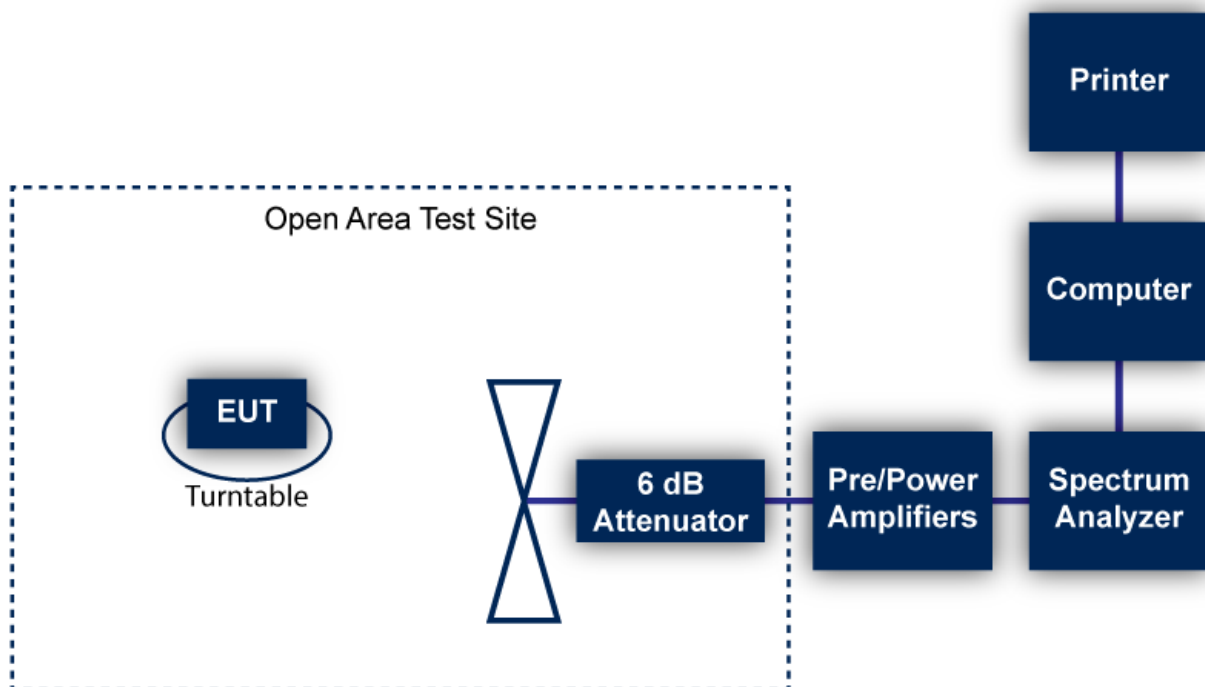 Printer
Open Area Test Site
Computer
EUT
Turntable
6 dB
Attenuator
Pre/Power
Amplifiers
Spectrum
Analyzer